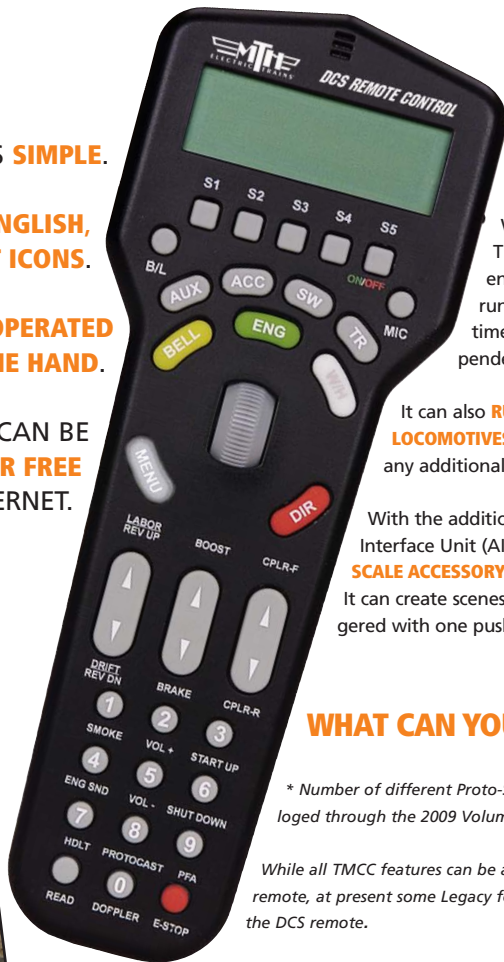 S SIMPLE.
NGLISH,
ICONS.
OPERATED
E HAND.
CAN BE
R FREE
ERNET.
MTH
ELECTRIC TRAINS
DCS REMOTE CONTROL
S1 S2 S3 S4 S5
B/L ON/OFF MIC
AUX ACC SW TR
BELL ENG W/H
MENU DIR
LABOR
REV UP BOOST CPLR-F
DRIFT
REV DN BRAKE CPLR-R
1 2 3
SMOKE VOL + START UP
4 5 6
ENG SND VOL - SHUT DOWN
7 8 9
HDLT PROTOCAST PFA
0
READ DOPPLER E-STOP
T
en
run
time
pende
It can also RU
LOCOMOTIVES
any additional
With the additio
Interface Unit (AI
SCALE ACCESSORY
It can create scenes
gered with one push
WHAT CAN YOU
* Number of different Proto-
loged through the 2009 Volum
While all TMCC features can be a
remote, at present some Legacy fe
the DCS remote.